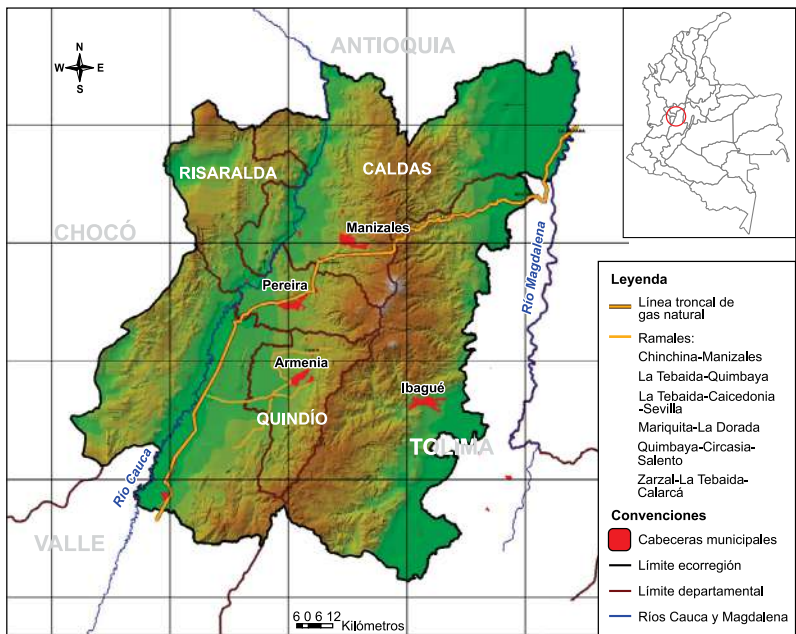 ANTIOQUIA
N
W E
S
RISARALDA
CALDAS
CHOCÓ
Manizales
Río Magdalena
Pereira
Armenia
Ibagué
QUINDÍO
TOLIMA
Río Cauca
VALLE
6 0 6 12
Kilómetros
Leyenda
Línea troncal de
gas natural
Ramales:
Chinchina-Manizales
La Tebaida-Quimbaya
La Tebaida-Caicedonia
-Sevilla
Mariquita-La Dorada
Quimbaya-Circasia-
Salento
Zarzal-La Tebaida-
Calarcá
Convenciones
Cabeceras municipales
Límite ecorregión
Límite departamental
Ríos Cauca y Magdalena